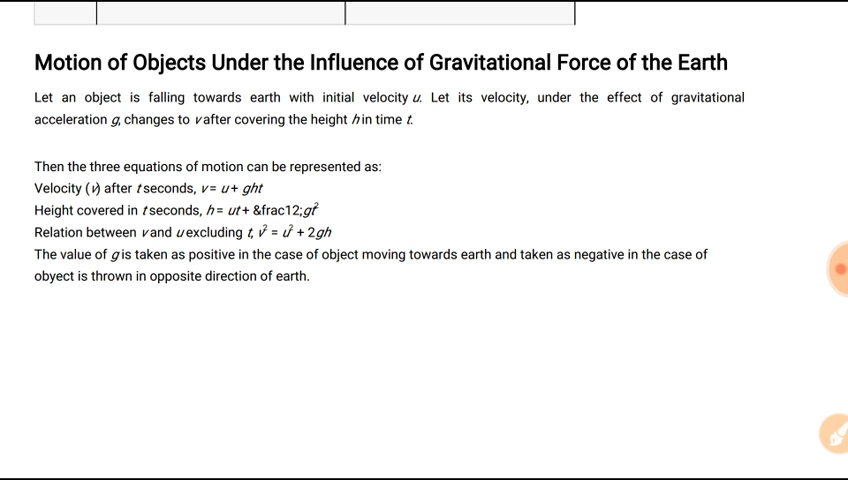 Motion of Objects Under the Influence of Gravitational Force of the Earth
Let an object is falling towards earth with initial velocity u. Let its velocity, under the effect of gravitational
acceleration g, changes to v after covering the height h in time t.
Then the three equations of motion can be represented as:
Velocity (v) after t seconds, v = u + ght
Height covered in t seconds, h = ut + &frac12;gt²
Relation between v and u excluding t, v² = u² + 2gh
The value of g is taken as positive in the case of object moving towards earth and taken as negative in the case of
obyect is thrown in opposite direction of earth.